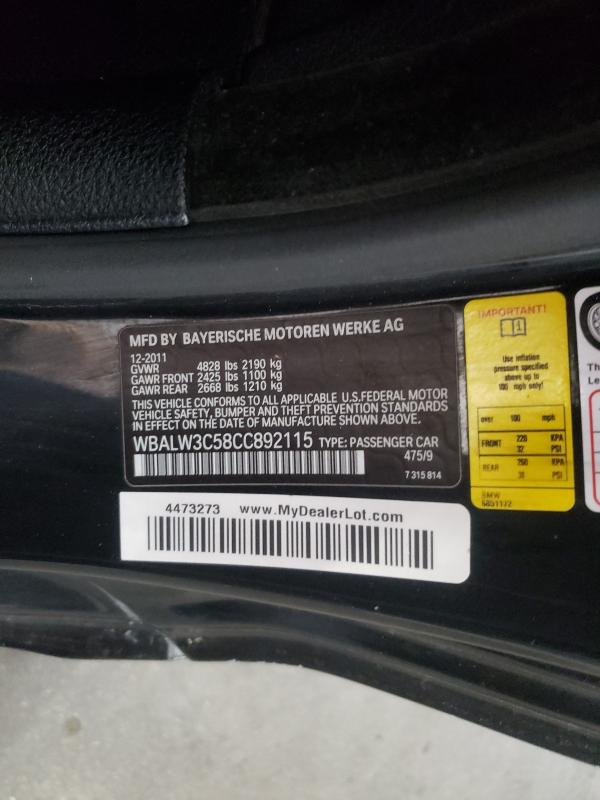 MFD BY BAYERISCHE MOTOREN WERKE AG
12-2011
GVWR 4828 lbs 2190 kg
GAWR FRONT 2425 lbs 1100 kg
GAWR REAR 2668 lbs 1210 kg
THIS VEHICLE CONFORMS TO ALL APPLICABLE U.S.FEDERAL MOTOR
VEHICLE SAFETY, BUMPER AND THEFT PREVENTION STANDARDS
IN EFFECT ON THE DATE OF MANUFACTURE SHOWN ABOVE.
WBALW3C58CC892115 TYPE: PASSENGER CAR
475/9
7 315 814
4473273 www.MyDealerLot.com
IMPORTANT!
Use inflation
pressure specified
above up to
100 mph only!
over 100 mph
FRONT 220 KPA
32 PSI
REAR KPA
PSI
BMW
6851172